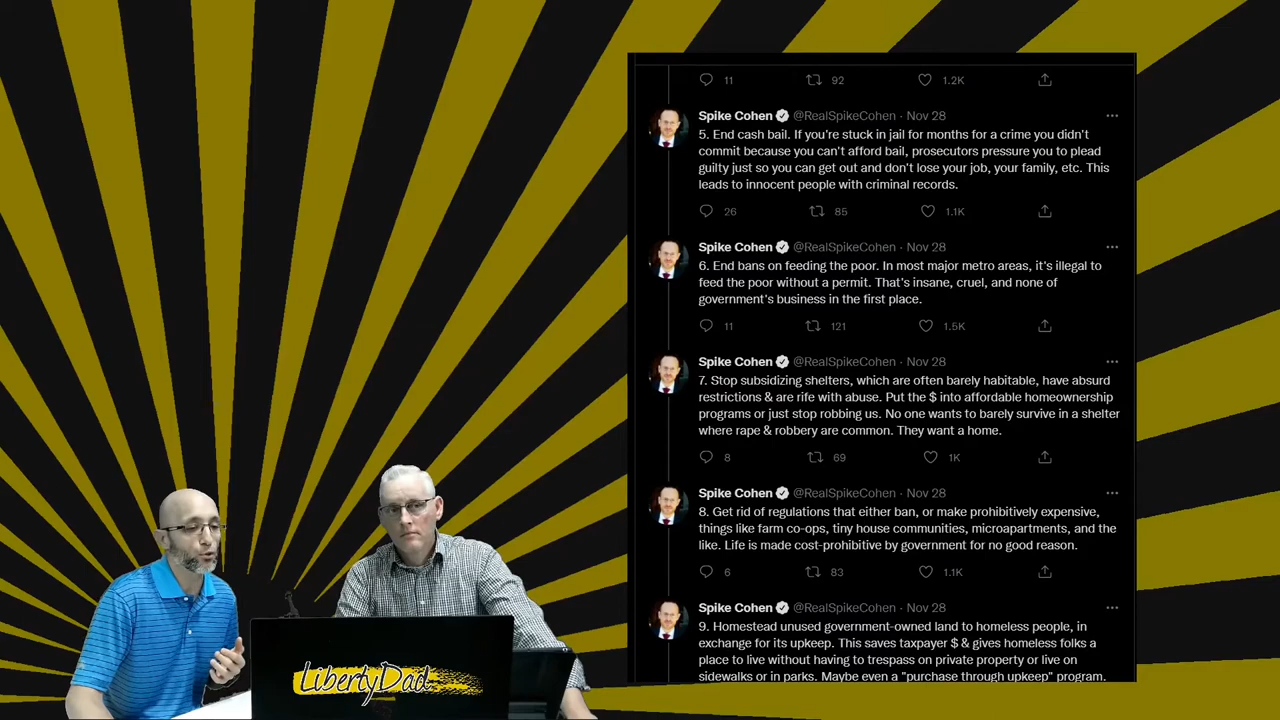 11 92 1.2K
Spike Cohen @RealSpikeCohen · Nov 28
5. End cash bail. If you're stuck in jail for months for a crime you didn't
commit because you can't afford bail, prosecutors pressure you to plead
guilty just so you can get out and don't lose your job, your family, etc. This
leads to innocent people with criminal records.
26 85 1.1K
Spike Cohen @RealSpikeCohen · Nov 28
6. End bans on feeding the poor. In most major metro areas, it's illegal to
feed the poor without a permit. That's insane, cruel, and none of
government's business in the first place.
11 121 1.5K
Spike Cohen @RealSpikeCohen · Nov 28
7. Stop subsidizing shelters, which are often barely habitable, have absurd
restrictions & are rife with abuse. Put the $ into affordable homeownership
programs or just stop robbing us. No one wants to barely survive in a shelter
where rape & robbery are common. They want a home.
8 69 1K
Spike Cohen @RealSpikeCohen · Nov 28
8. Get rid of regulations that either ban, or make prohibitively expensive,
things like farm co-ops, tiny house communities, microapartments, and the
like. Life is made cost-prohibitive by government for no good reason.
6 83 1.1K
Spike Cohen @RealSpikeCohen · Nov 28
9. Homestead unused government-owned land to homeless people, in
exchange for its upkeep. This saves taxpayer $ & gives homeless folks a
place to live without having to trespass on private property or live on
sidewalks or in parks. Maybe even a "purchase through upkeep" program.
LibertyDad